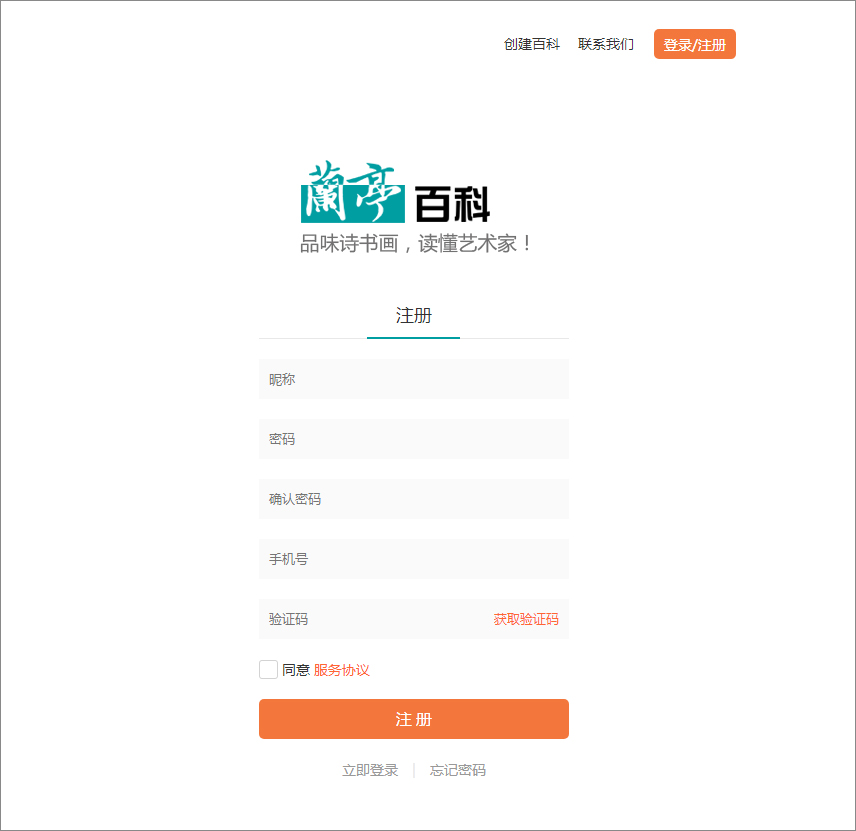 创建百科 联系我们 登录/注册
蘭亭 百科
品味诗书画，读懂艺术家！
注册
昵称
密码
确认密码
手机号
验证码 获取验证码
同意 服务协议
注 册
立即登录 | 忘记密码